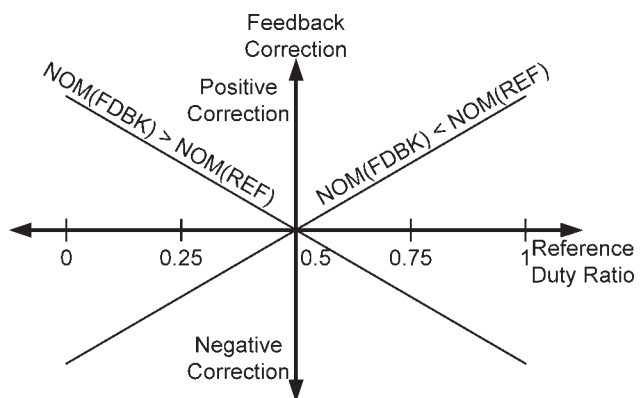 Feedback
Correction
Positive
Correction
NOM(FDBK) > NOM(REF)
NOM(FDBK) < NOM(REF)
0
0.25
0.5
0.75
1
Reference
Duty Ratio
Negative
Correction